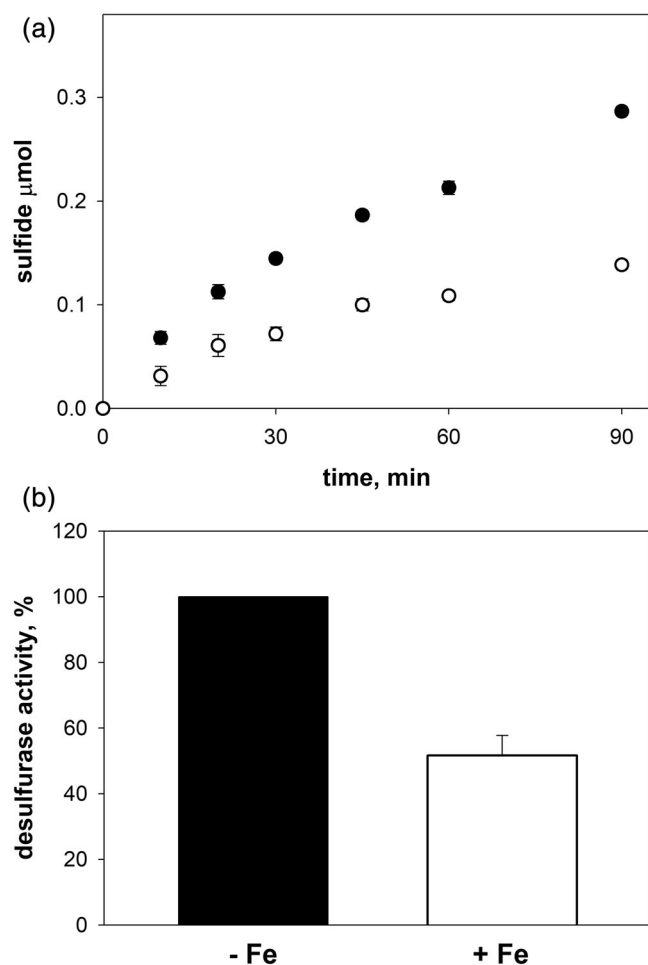 (a)
0.3
0.2
0.1
0.0
sulfide μmol
0 30 60 90
time, min
(b)
120
100
80
60
40
20
0
desulfurase activity, %
- Fe + Fe